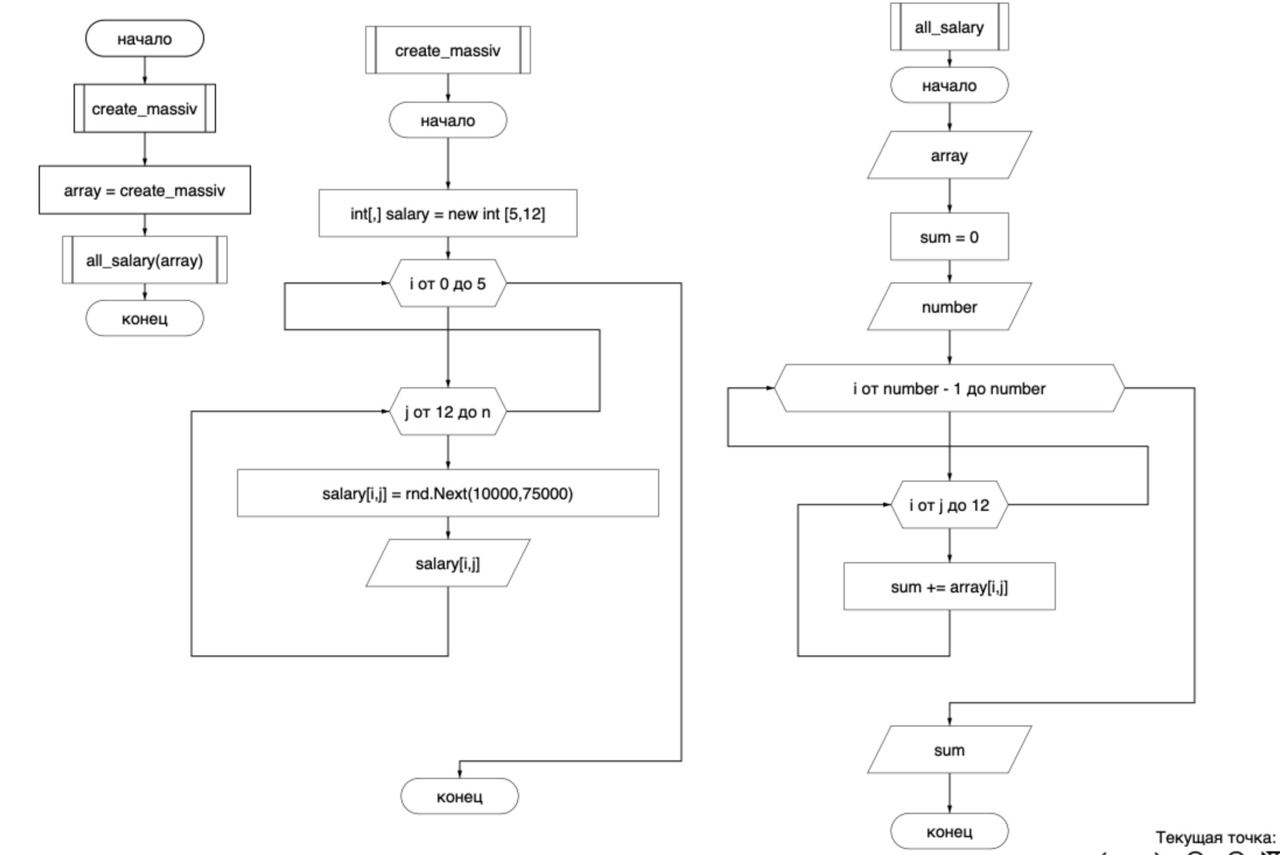 начало
create_massiv
array = create_massiv
all_salary(array)
конец
create_massiv
начало
int[,] salary = new int [5,12]
i от 0 до 5
j от 12 до n
salary[i,j] = rnd.Next(10000,75000)
salary[i,j]
конец
all_salary
начало
array
sum = 0
number
i от number - 1 до number
i от j до 12
sum += array[i,j]
sum
конец
Текущая точка: